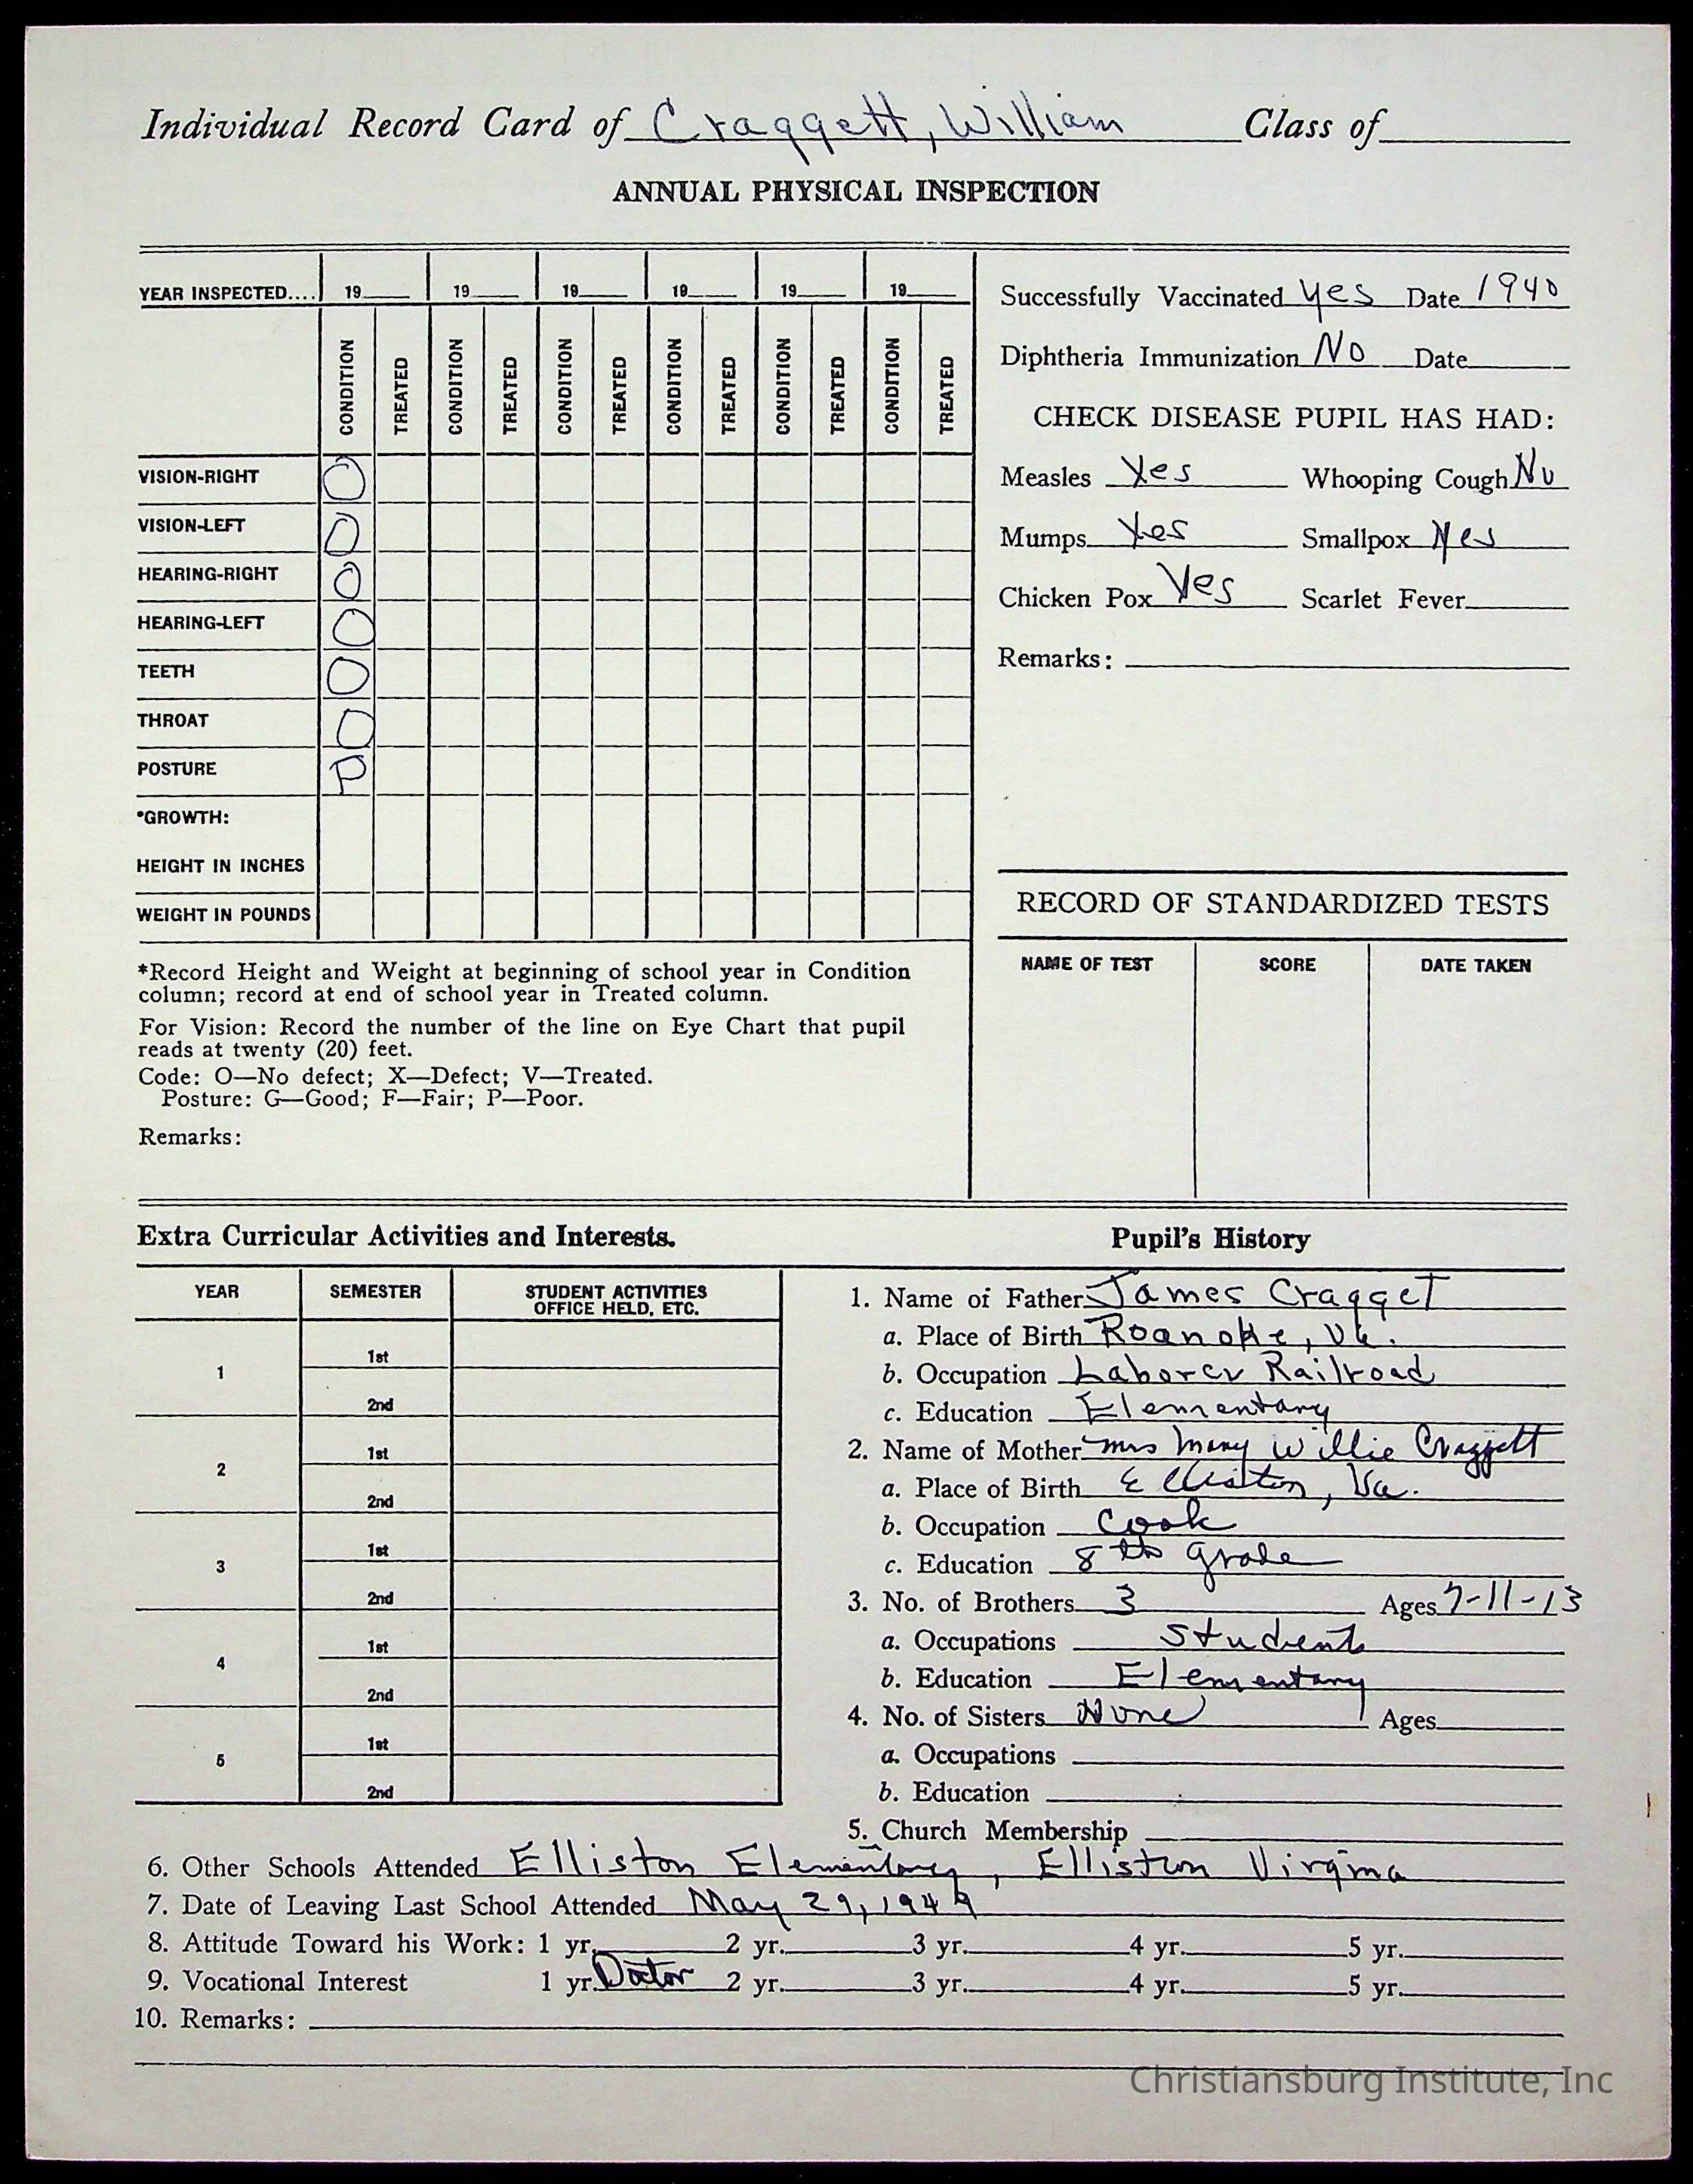 Individual Record Card of Craggett, William Class of
ANNUAL PHYSICAL INSPECTION
YEAR INSPECTED.... 19 19 19 19 19 19
CONDITION TREATED CONDITION TREATED CONDITION TREATED CONDITION TREATED CONDITION TREATED CONDITION TREATED
VISION-RIGHT O
VISION-LEFT O
HEARING-RIGHT O
HEARING-LEFT O
TEETH O
THROAT O
POSTURE P
*GROWTH:
HEIGHT IN INCHES
WEIGHT IN POUNDS
*Record Height and Weight at beginning of school year in Condition
column; record at end of school year in Treated column.
For Vision: Record the number of the line on Eye Chart that pupil
reads at twenty (20) feet.
Code: O—No defect; X—Defect; V—Treated.
Posture: G—Good; F—Fair; P—Poor.
Remarks:
Successfully Vaccinated Yes Date 1940
Diphtheria Immunization No Date
CHECK DISEASE PUPIL HAS HAD:
Measles Yes Whooping Cough No
Mumps Yes Smallpox Yes
Chicken Pox Yes Scarlet Fever
Remarks:
RECORD OF STANDARDIZED TESTS
NAME OF TEST SCORE DATE TAKEN
Extra Curricular Activities and Interests.
YEAR SEMESTER STUDENT ACTIVITIES
OFFICE HELD, ETC.
1 1st
2nd
2 1st
2nd
3 1st
2nd
4 1st
2nd
5 1st
2nd
Pupil's History
1. Name of Father James Cragget
a. Place of Birth Roanoke, Va.
b. Occupation Laborer Railroad
c. Education Elementary
2. Name of Mother Mrs Mary Willie Craggett
a. Place of Birth Elliston, Va.
b. Occupation Cook
c. Education 8th grade
3. No. of Brothers 3 Ages 7-11-13
a. Occupations Students
b. Education Elementary
4. No. of Sisters None Ages
a. Occupations
b. Education
5. Church Membership
6. Other Schools Attended Elliston Elementary, Elliston Virgina
7. Date of Leaving Last School Attended May 29, 1949
8. Attitude Toward his Work: 1 yr. 2 yr. 3 yr. 4 yr. 5 yr.
9. Vocational Interest 1 yr. Doctor 2 yr. 3 yr. 4 yr. 5 yr.
10. Remarks:
Christiansburg Institute, Inc